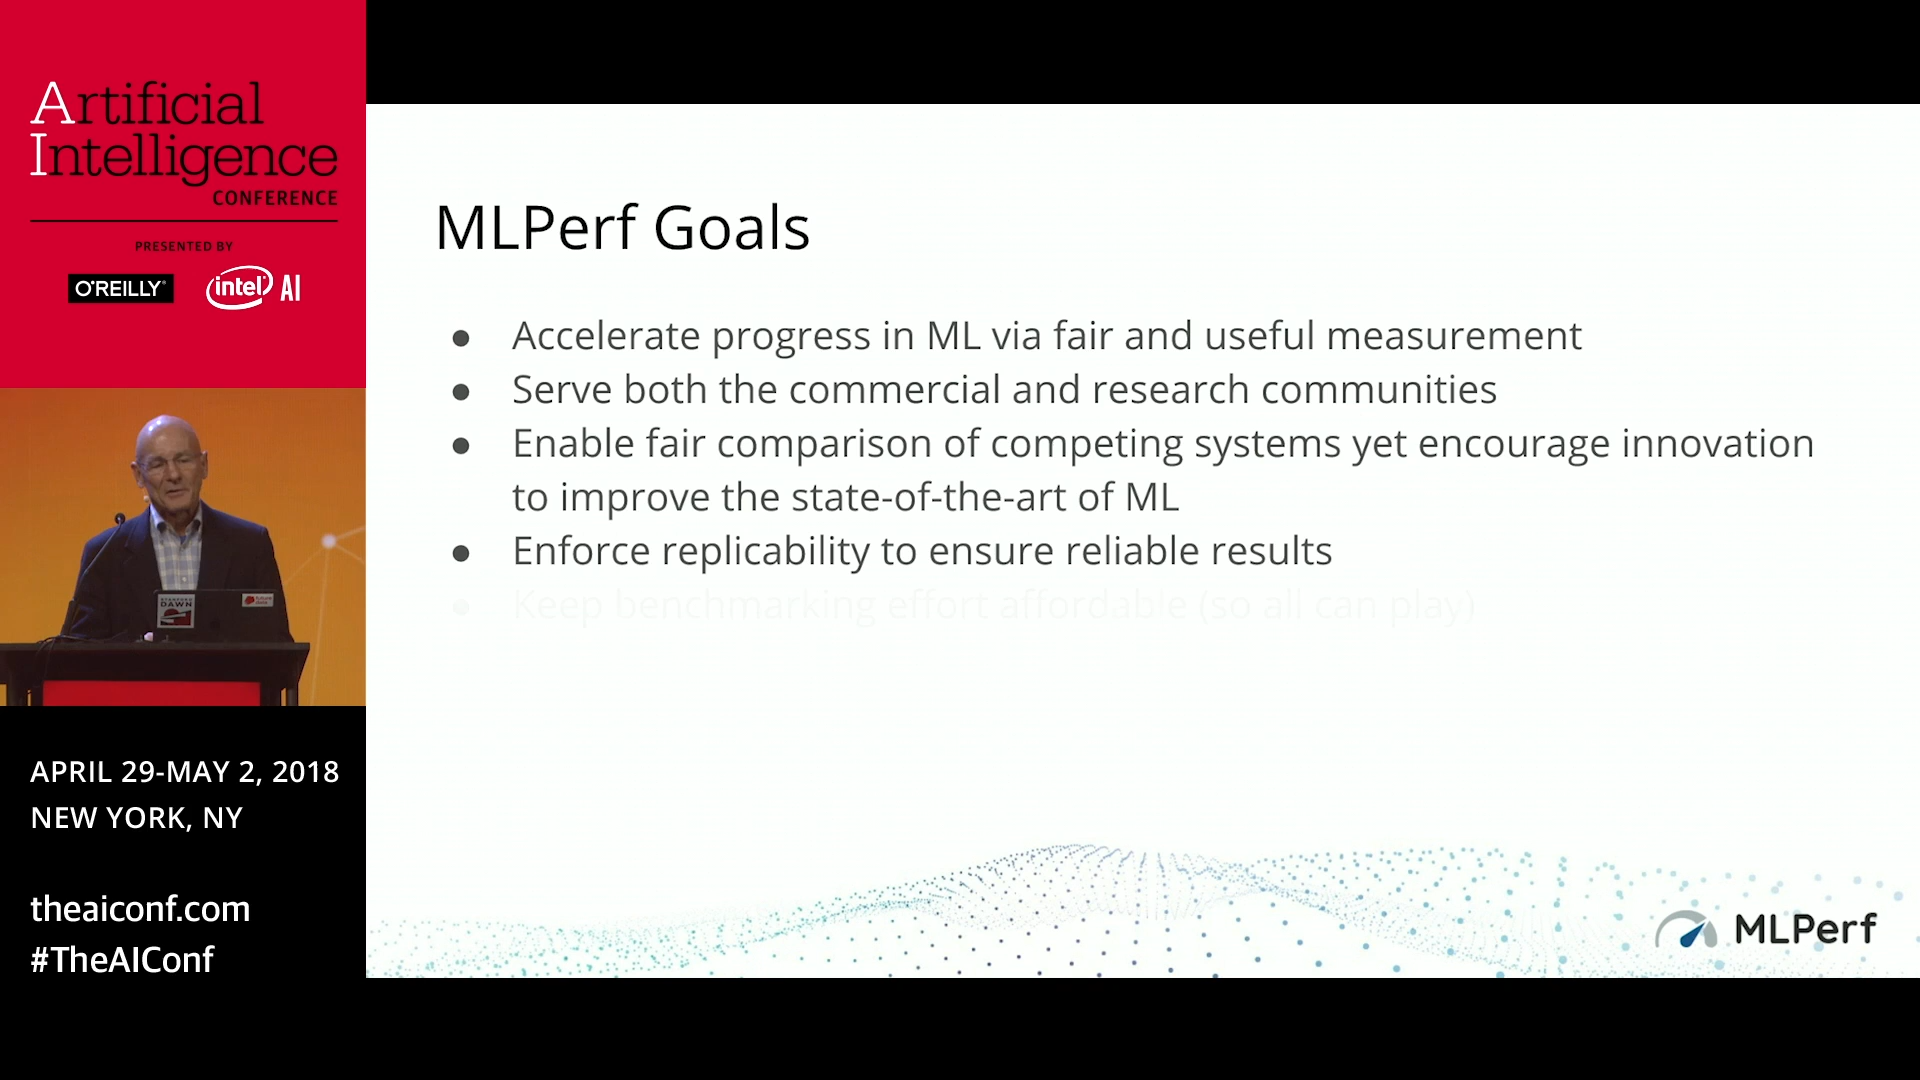 Artificial
Intelligence
CONFERENCE
PRESENTED BY
O'REILLY®
intel AI
STANFORD
DAWN
APRIL 29-MAY 2, 2018
NEW YORK, NY
theaiconf.com
#TheAIConf
MLPerf Goals
● Accelerate progress in ML via fair and useful measurement
● Serve both the commercial and research communities
● Enable fair comparison of competing systems yet encourage innovation
to improve the state-of-the-art of ML
● Enforce replicability to ensure reliable results
● Keep benchmarking effort affordable (so all can play)
MLPerf